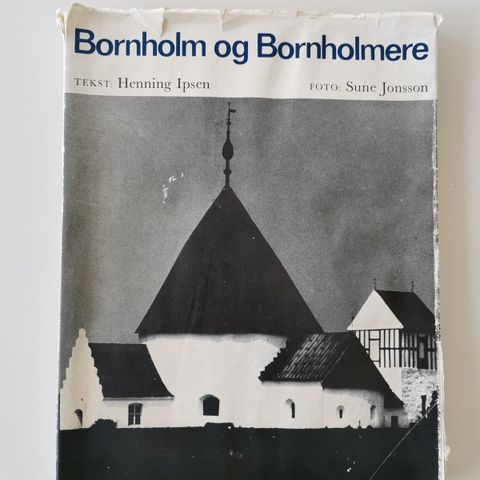 Bornholm og Bornholmere
TEKST: Henning Ipsen FOTO: Sune Jonsson